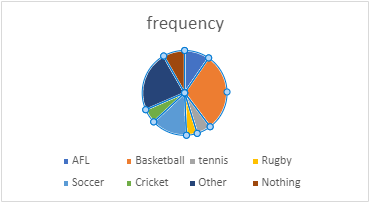 frequency
AFL Basketball tennis Rugby
Soccer Cricket Other Nothing